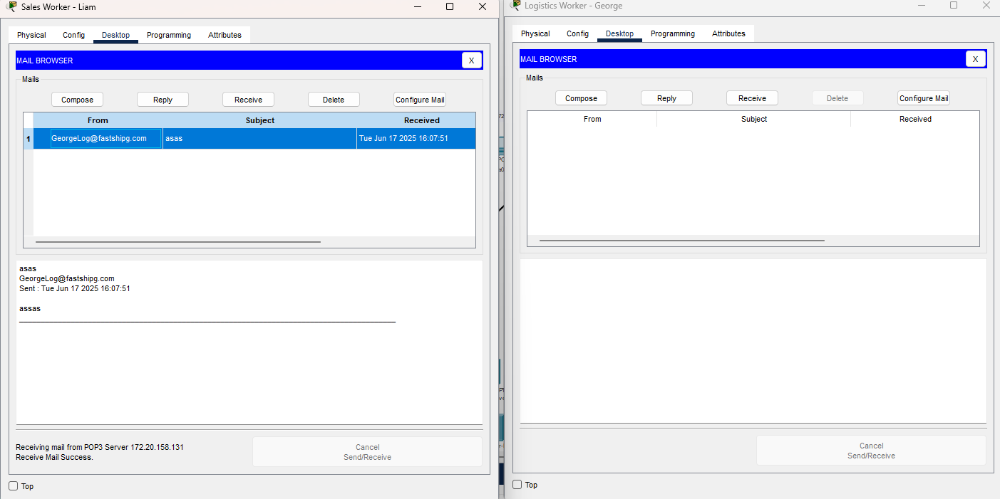 Sales Worker - Liam
Physical Config Desktop Programming Attributes
MAIL BROWSER X
Mails
Compose Reply Receive Delete Configure Mail
From Subject Received
1 GeorgeLog@fastshipg.com asas Tue Jun 17 2025 16:07:51
asas
GeorgeLog@fastshipg.com
Sent : Tue Jun 17 2025 16:07:51
assas
Receiving mail from POP3 Server 172.20.158.131
Receive Mail Success.
Cancel
Send/Receive
Top
Logistics Worker - George
Physical Config Desktop Programming Attributes
MAIL BROWSER X
Mails
Compose Reply Receive Delete Configure Mail
From Subject Received
Cancel
Send/Receive
Top